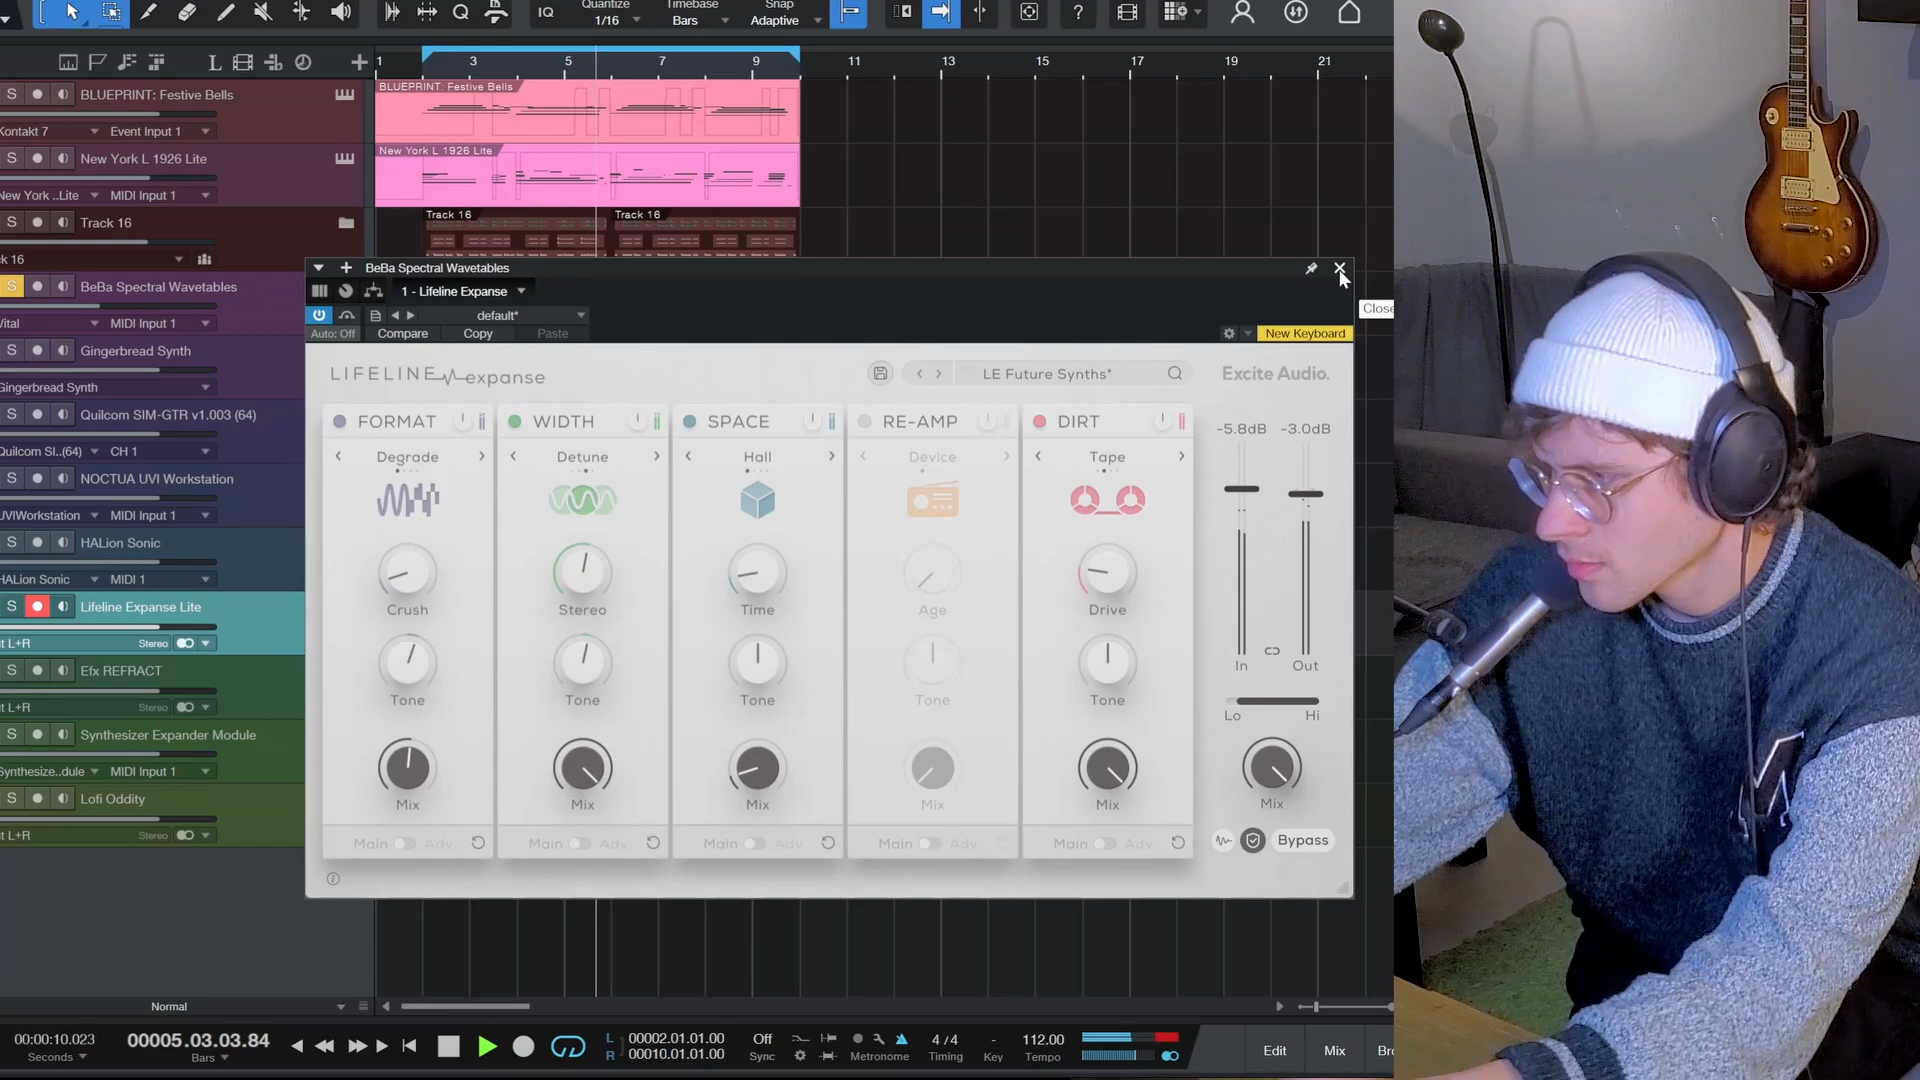 IQ
Quantize
1/16
Timebase
Bars
Snap
Adaptive
?
L
1 3 5 7 9 11 13 15 17 19 21
S BLUEPRINT: Festive Bells
Kontakt 7 Event Input 1
BLUEPRINT: Festive Bells
S New York L 1926 Lite
New York ..Lite MIDI Input 1
New York L 1926 Lite
S Track 16
Track 16 Track 16
S BeBa Spectral Wavetables
Vital MIDI Input 1
S Gingerbread Synth
Gingerbread Synth
S Quilcom SIM-GTR v1.003 (64)
Quilcom SI..(64) CH 1
S NOCTUA UVI Workstation
UVIWorkstation MIDI Input 1
S HALion Sonic
HALion Sonic MIDI 1
S Lifeline Expanse Lite
L+R Stereo
S Efx REFRACT
L+R Stereo
S Synthesizer Expander Module
Synthesize..dule MIDI Input 1
S Lofi Oddity
L+R Stereo
BeBa Spectral Wavetables
Close
1 - Lifeline Expanse
default*
Auto: Off Compare Copy Paste New Keyboard
LIFELINE expanse
LE Future Synths*
Excite Audio.
FORMAT WIDTH SPACE RE-AMP DIRT
-5.8dB -3.0dB
Degrade Detune Hall Device Tape
Crush Stereo Time Age Drive
In Out
Tone Tone Tone Tone Tone
Lo Hi
Mix Mix Mix Mix Mix Mix
Main Adv Main Adv Main Adv Main Adv Main Adv
Bypass
Normal
00:00:10.023
Seconds
00005.03.03.84
Bars
L 00002.01.01.00
R 00010.01.01.00
Off
Sync
Metronome
4 / 4
Timing
-
Key
112.00
Tempo
Edit Mix